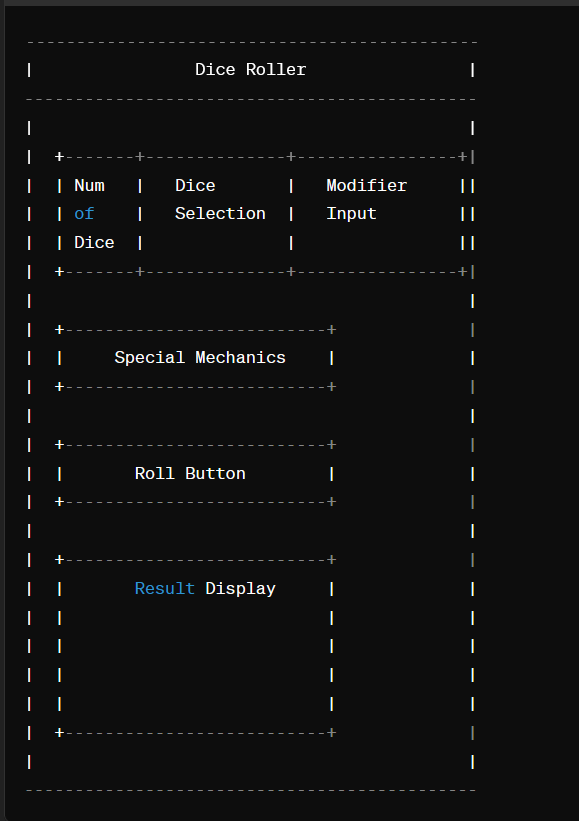 Dice Roller
Num Dice Modifier
of Selection Input
Dice
Special Mechanics
Roll Button
Result Display